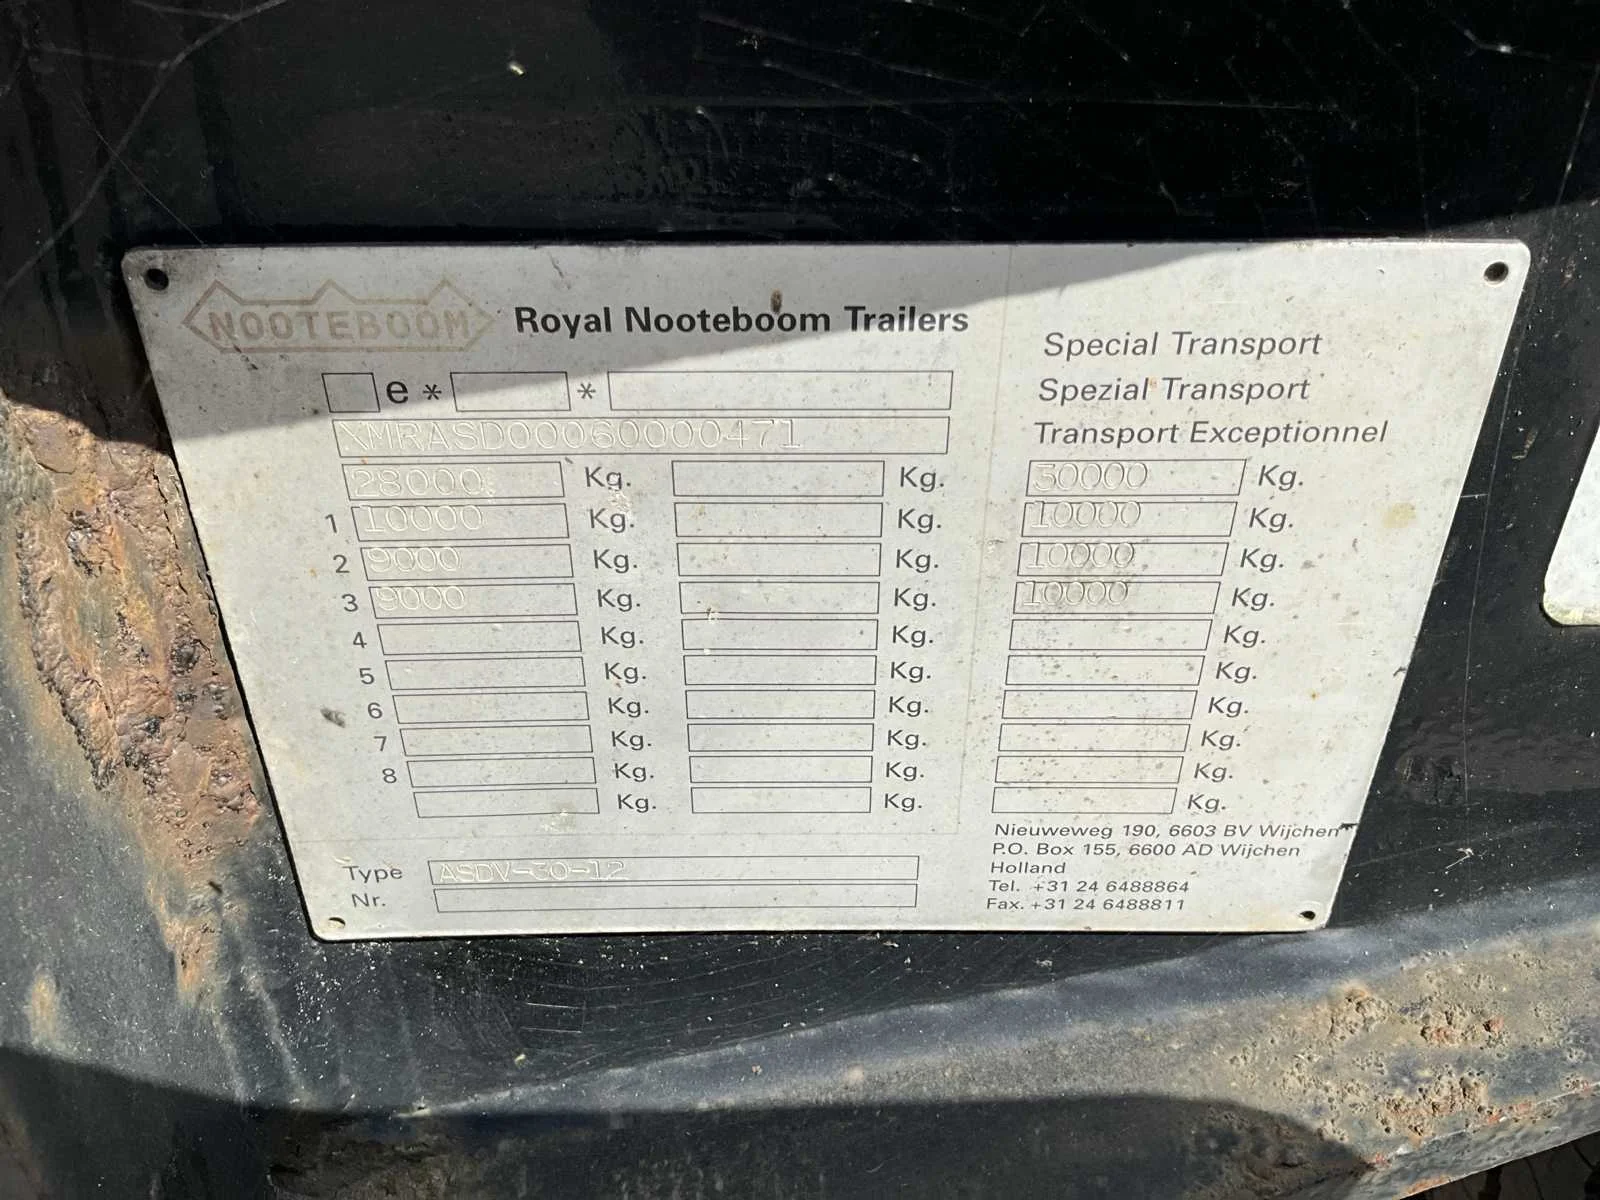 NOOTEBOOM
Royal Nooteboom Trailers
Special Transport
e * *
Spezial Transport
XMRASD00060000471
Transport Exceptionnel
28000 Kg. Kg. 30000 Kg.
1 10000 Kg. Kg. 10000 Kg.
2 9000 Kg. Kg. 10000 Kg.
3 9000 Kg. Kg. 10000 Kg.
4 Kg. Kg. Kg.
5 Kg. Kg. Kg.
6 Kg. Kg. Kg.
7 Kg. Kg. Kg.
8 Kg. Kg. Kg.
Kg. Kg. Kg.
Type ASDV-30-12
Nr.
Nieuweweg 190, 6603 BV Wijchen
P.O. Box 155, 6600 AD Wijchen
Holland
Tel. +31 24 6488864
Fax. +31 24 6488811